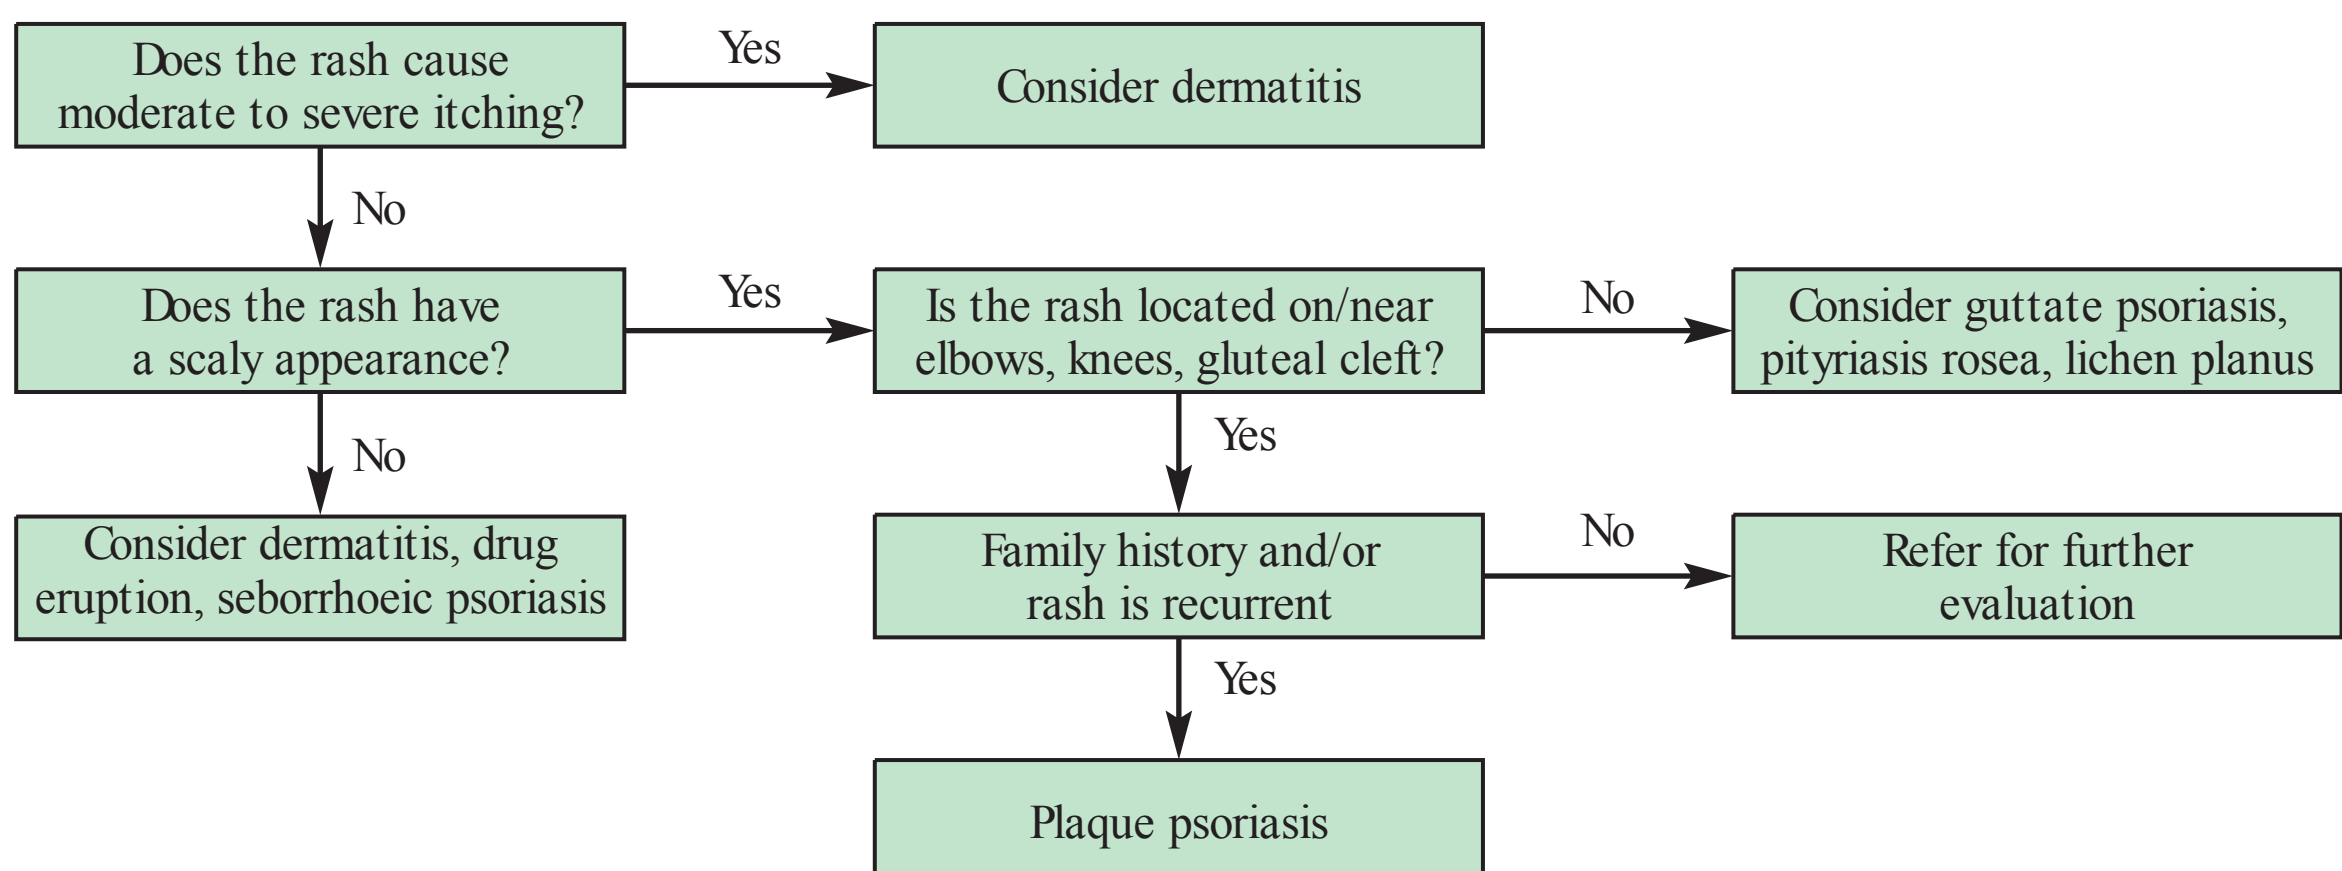 Does the rash cause
moderate to severe itching?
Yes
Consider dermatitis
No
Does the rash have
a scaly appearance?
Yes
Is the rash located on/near
elbows, knees, gluteal cleft?
No
Consider guttate psoriasis,
pityriasis rosea, lichen planus
No
Consider dermatitis, drug
eruption, seborrhoeic psoriasis
Yes
Family history and/or
rash is recurrent
No
Refer for further
evaluation
Yes
Plaque psoriasis